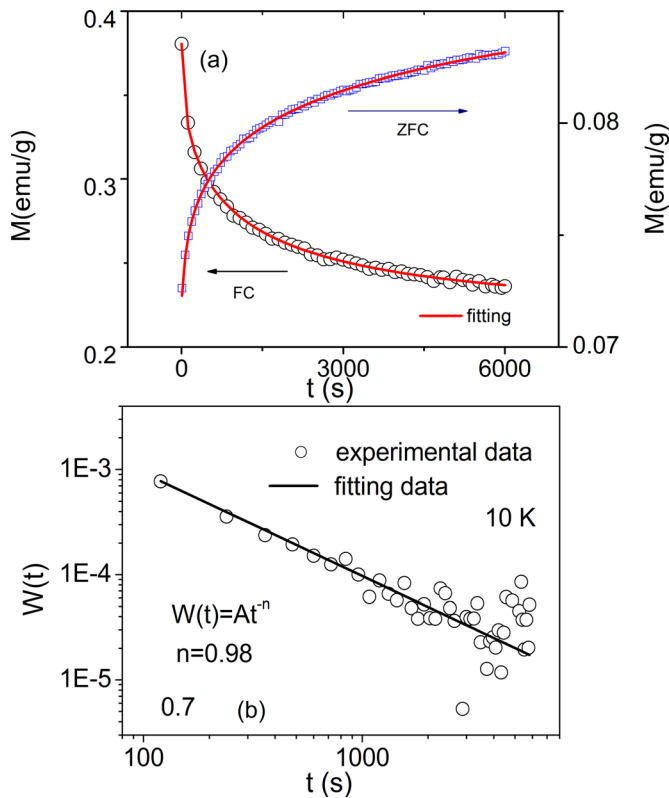 0.4
(a)
M(emu/g)
0.3
0.2
ZFC
FC
fitting
0.08
0.07
M(emu/g)
0
3000
6000
t (s)
experimental data
fitting data
1E-3
10 K
1E-4
W(t)
W(t)=At-n
n=0.98
1E-5
0.7
(b)
100
1000
t (s)